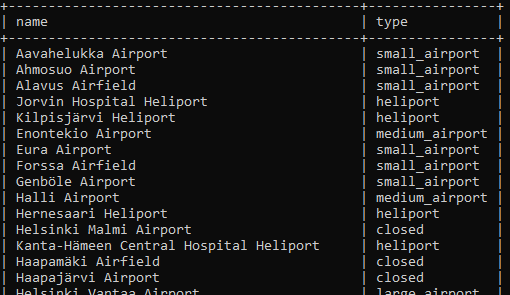 +--------------------------------------------+----------------+
| name | type |
+--------------------------------------------+----------------+
| Aavahelukka Airport | small_airport |
| Ahmosuo Airport | small_airport |
| Alavus Airfield | small_airport |
| Jorvin Hospital Heliport | heliport |
| Kilpisjärvi Heliport | heliport |
| Enontekio Airport | medium_airport |
| Eura Airport | small_airport |
| Forssa Airfield | small_airport |
| Genböle Airport | small_airport |
| Halli Airport | medium_airport |
| Hernesaari Heliport | heliport |
| Helsinki Malmi Airport | closed |
| Kanta-Hämeen Central Hospital Heliport | heliport |
| Haapamäki Airfield | closed |
| Haapajärvi Airport | closed |
| Helsinki Vantaa Airport | large_airport |